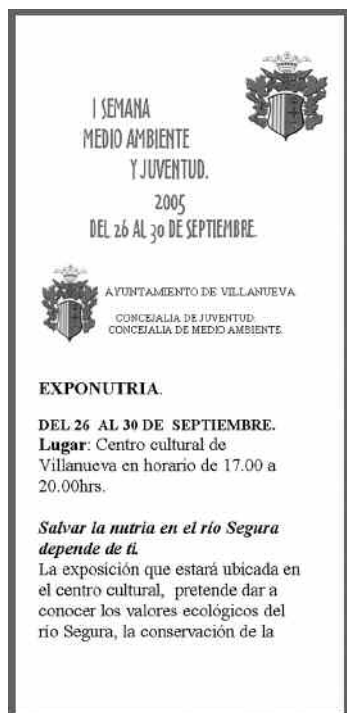 I SEMANA
MEDIO AMBIENTE
Y JUVENTUD.
2005
DEL 26 AL 30 DE SEPTIEMBRE.
AYUNTAMIENTO DE VILLANUEVA
CONCEJALIA DE JUVENTUD.
CONCEJALIA DE MEDIO AMBIENTE.
EXPONUTRIA.
DEL 26 AL 30 DE SEPTIEMBRE.
Lugar: Centro cultural de
Villanueva en horario de 17.00 a
20.00hrs.
Salvar la nutria en el río Segura
depende de ti.
La exposición que estará ubicada en
el centro cultural, pretende dar a
conocer los valores ecológicos del
río Segura, la conservación de la